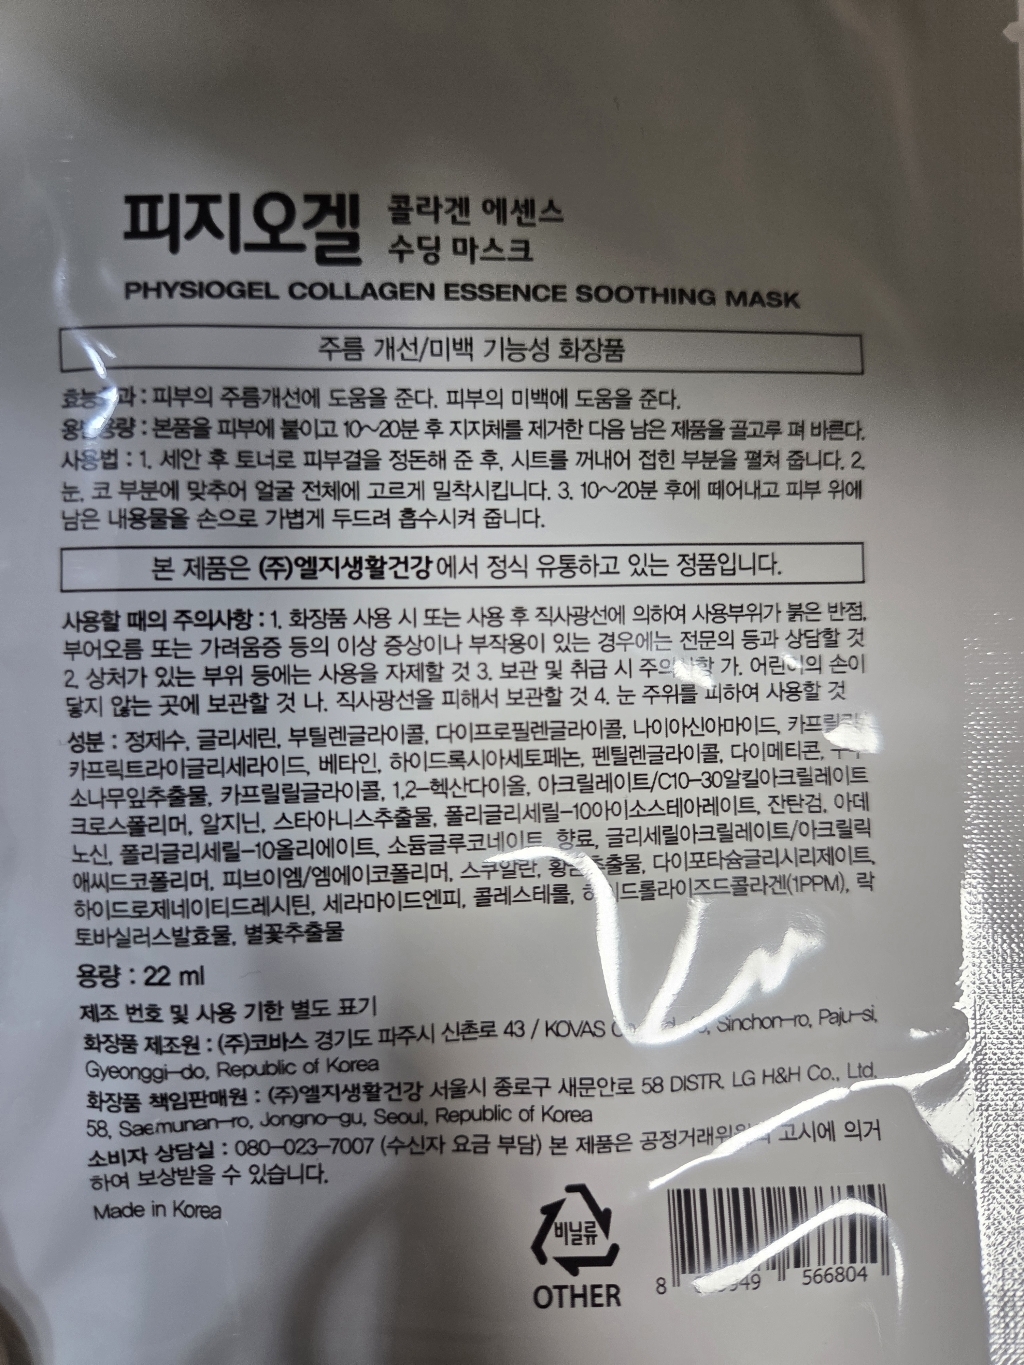 피지오겔 콜라겐 에센스
수딩 마스크
PHYSIOGEL COLLAGEN ESSENCE SOOTHING MASK
주름 개선/미백 기능성 화장품
: 피부의 주름개선에 도움을 준다. 피부의 미백에 도움을 준다.
: 본품을 피부에 붙이고 10~20분 후 지지체를 제거한 다음 남은 제품을 골고루 펴 바른다.
사용법 : 1. 세안 후 토너로 피부결을 정돈해 준 후, 시트를 꺼내어 접힌 부분을 펼쳐 줍니다. 2.
눈, 코 부분에 맞추어 얼굴 전체에 고르게 밀착시킵니다. 3. 10~20분 후에 떼어내고 피부 위에
남은 내용물을 손으로 가볍게 두드려 흡수시켜 줍니다.
본 제품은 (주)엘지생활건강에서 정식 유통하고 있는 정품입니다.
사용할 때의 주의사항 : 1. 화장품 사용 시 또는 사용 후 직사광선에 의하여 사용부위가 붉은 반점,
부어오름 또는 가려움증 등의 이상 증상이나 부작용이 있는 경우에는 전문의 등과 상담할 것
2. 상처가 있는 부위 등에는 사용을 자제할 것 3. 보관 및 취급 시 가. 어린이의 손이
닿지 않는 곳에 보관할 것 나. 직사광선을 피해서 보관할 것 4. 눈 주위를 피하여 사용할 것
성분 : 정제수, 글리세린, 부틸렌글라이콜, 다이프로필렌글라이콜, 나이아신아마이드,
카프릭트라이글리세라이드, 베타인, 하이드록시아세토페논, 펜틸렌글라이콜, 다이메티콘,
소나무잎추출물, 카프릴릴글라이콜, 1,2-헥산다이올, 아크릴레이트/C10-30알킬아크릴레이트
크로스폴리머, 알지닌, 스타아니스추출물, 폴리글리세릴-10아이소스테아레이트, 잔탄검, 아데
노신, 폴리글리세릴-10올리에이트, 소듐글루코네이트, 향료, 글리세릴아크릴레이트/아크릴릭
애씨드코폴리머, 피브이엠/엠에이코폴리머, 스쿠알란, 다이포타슘글리시리제이트,
하이드로제네이티드레시틴, 세라마이드엔피, 콜레스테롤, 락
토바실러스발효물, 별꽃추출물
용량 : 22 ml
제조 번호 및 사용 기한 별도 표기
화장품 제조원 : (주)코바스 경기도 파주시 신촌로 43 / KOVAS Sinchon-ro, Paju-si,
Gyeonggi-do, Republic of Korea
화장품 책임판매원 : (주)엘지생활건강 서울시 종로구 새문안로 58 DISTR. LG H&H Co., Ltd.
58, Saemunan-ro, Jongno-gu, Seoul, Republic of Korea
소비자 상담실 : 080-023-7007 (수신자 요금 부담) 본 제품은 고시에 의거
하여 보상받을 수 있습니다.
Made in Korea
비닐류
OTHER
8 566804